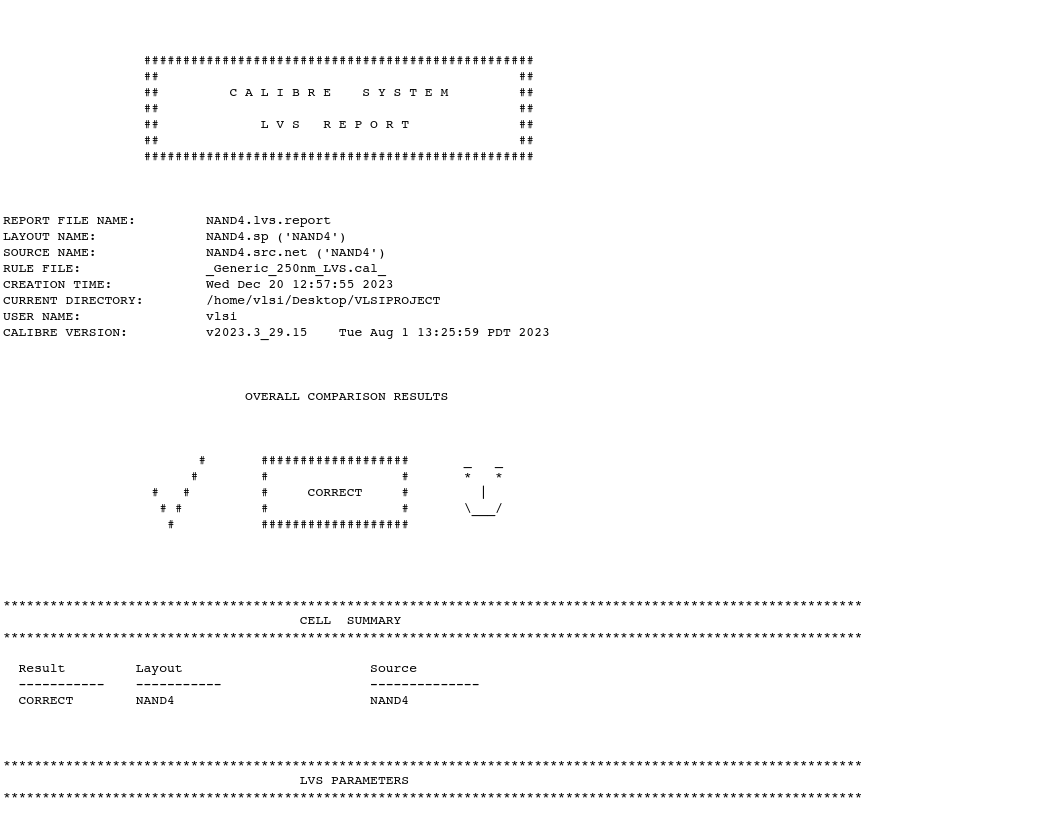 ##################################################
##                                              ##
##         C A L I B R E    S Y S T E M         ##
##                                              ##
##             L V S   R E P O R T              ##
##                                              ##
##################################################
REPORT FILE NAME:         NAND4.lvs.report
LAYOUT NAME:              NAND4.sp ('NAND4')
SOURCE NAME:              NAND4.src.net ('NAND4')
RULE FILE:                _Generic_250nm_LVS.cal_
CREATION TIME:            Wed Dec 20 12:57:55 2023
CURRENT DIRECTORY:        /home/vlsi/Desktop/VLSIPROJECT
USER NAME:                vlsi
CALIBRE VERSION:          v2023.3_29.15    Tue Aug 1 13:25:59 PDT 2023
OVERALL COMPARISON RESULTS
      #       ###################       _   _
     #        #                 #       *   *
#   #         #     CORRECT     #         |
 # #          #                 #       \___/
  #           ###################
**************************************************************************************************************
CELL  SUMMARY
**************************************************************************************************************
  Result         Layout                        Source
  -----------    -----------                   --------------
  CORRECT        NAND4                         NAND4
**************************************************************************************************************
LVS PARAMETERS
**************************************************************************************************************